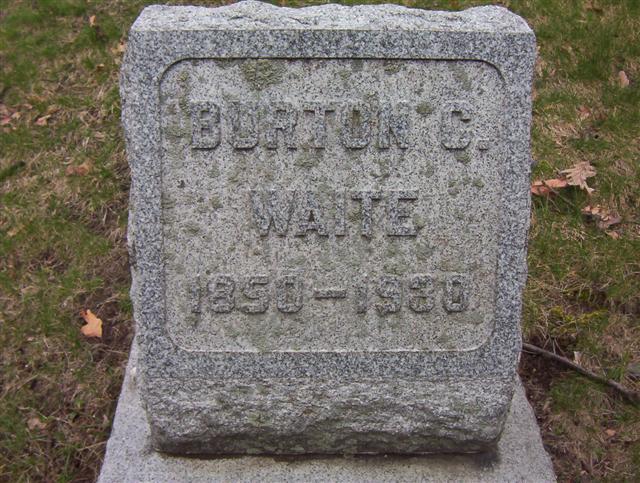 BURTON C.
WAITE
1850 – 1930.